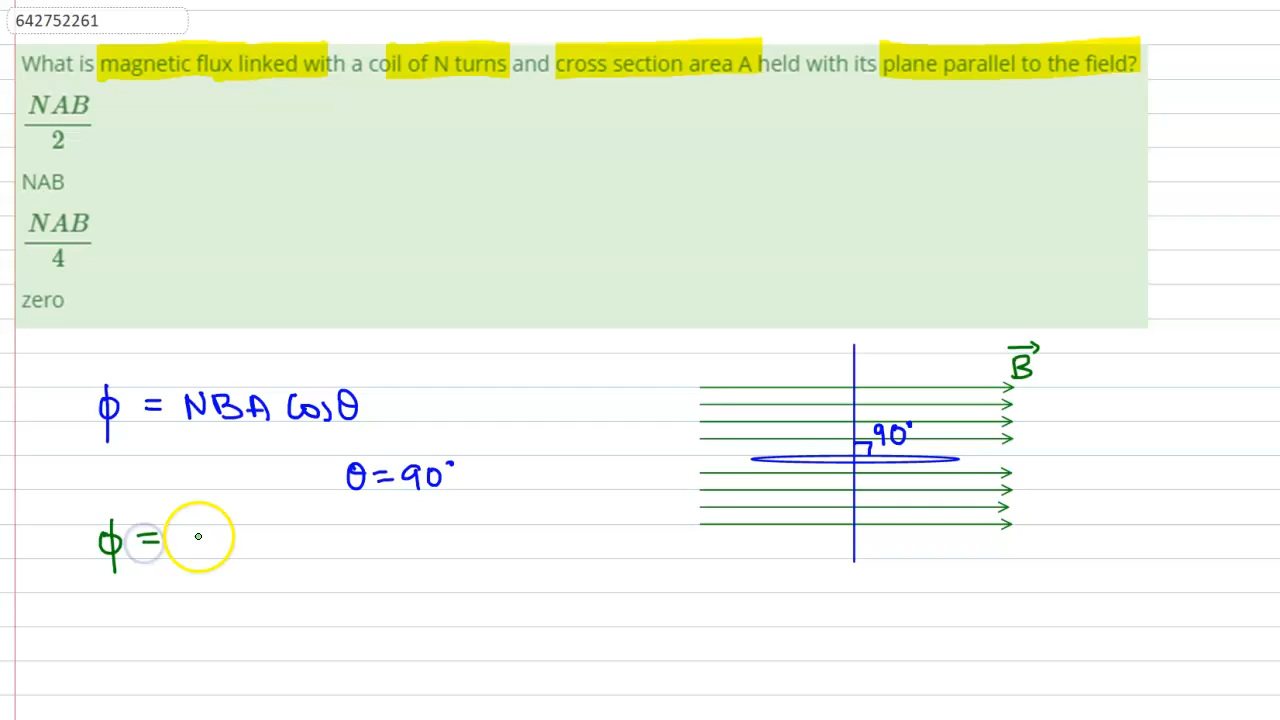 642752261
What is magnetic flux linked with a coil of N turns and cross section area A held with its plane parallel to the field?
NAB
2
NAB
NAB
4
zero
B⃗
ϕ = NBA Cosθ
90°
θ = 90°
ϕ =